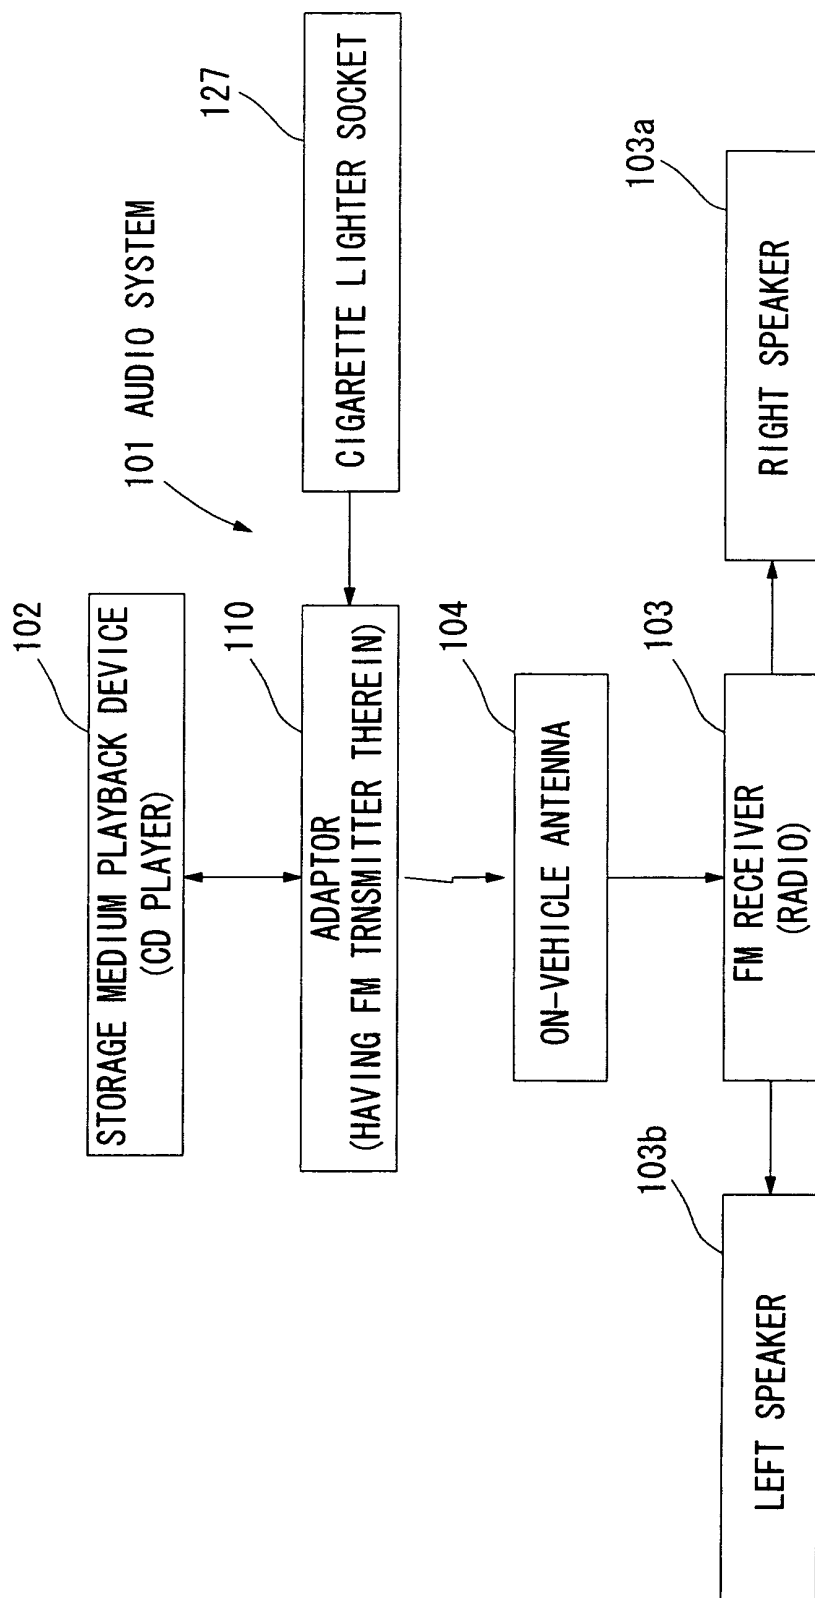 101 AUDIO SYSTEM
102
STORAGE MEDIUM PLAYBACK DEVICE
(CD PLAYER)
110
ADAPTOR
(HAVING FM TRNSMITTER THEREIN)
127
CIGARETTE LIGHTER SOCKET
104
ON-VEHICLE ANTENNA
103b
LEFT SPEAKER
103
FM RECEIVER
(RADIO)
103a
RIGHT SPEAKER